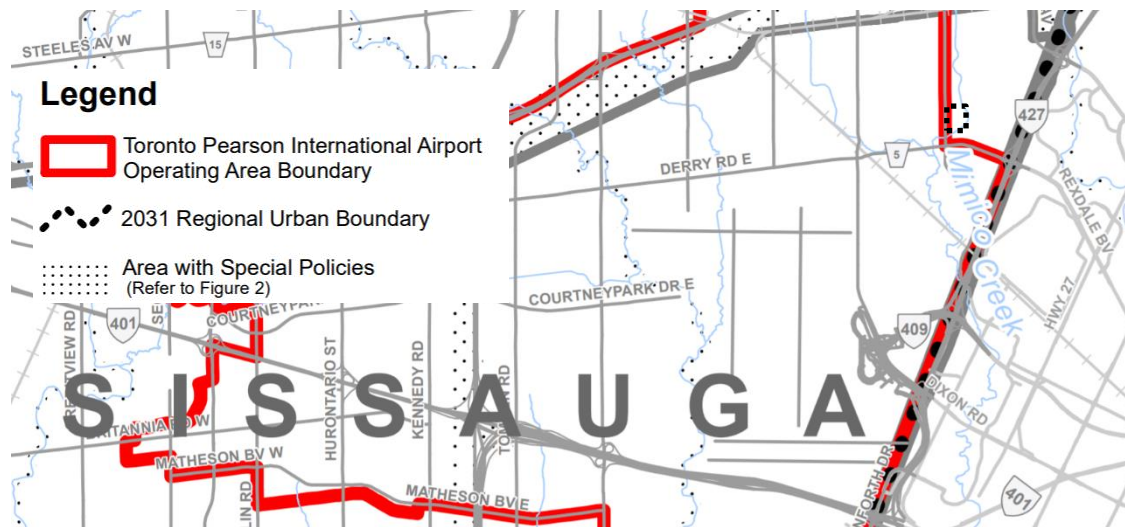 STEELES AV W
15
Legend
Toronto Pearson International Airport
Operating Area Boundary
2031 Regional Urban Boundary
Area with Special Policies
(Refer to Figure 2)
427
5
DERRY RD E
REXDALE BV
Mimico Creek
HWY 27
COURTNEYPARK DR E
COURTNEYPARK
401
409
HURONTARIO ST
KENNEDY RD
SISSAUGA
DIXON RD
MATHESON BV W
MATHESON BV E
401